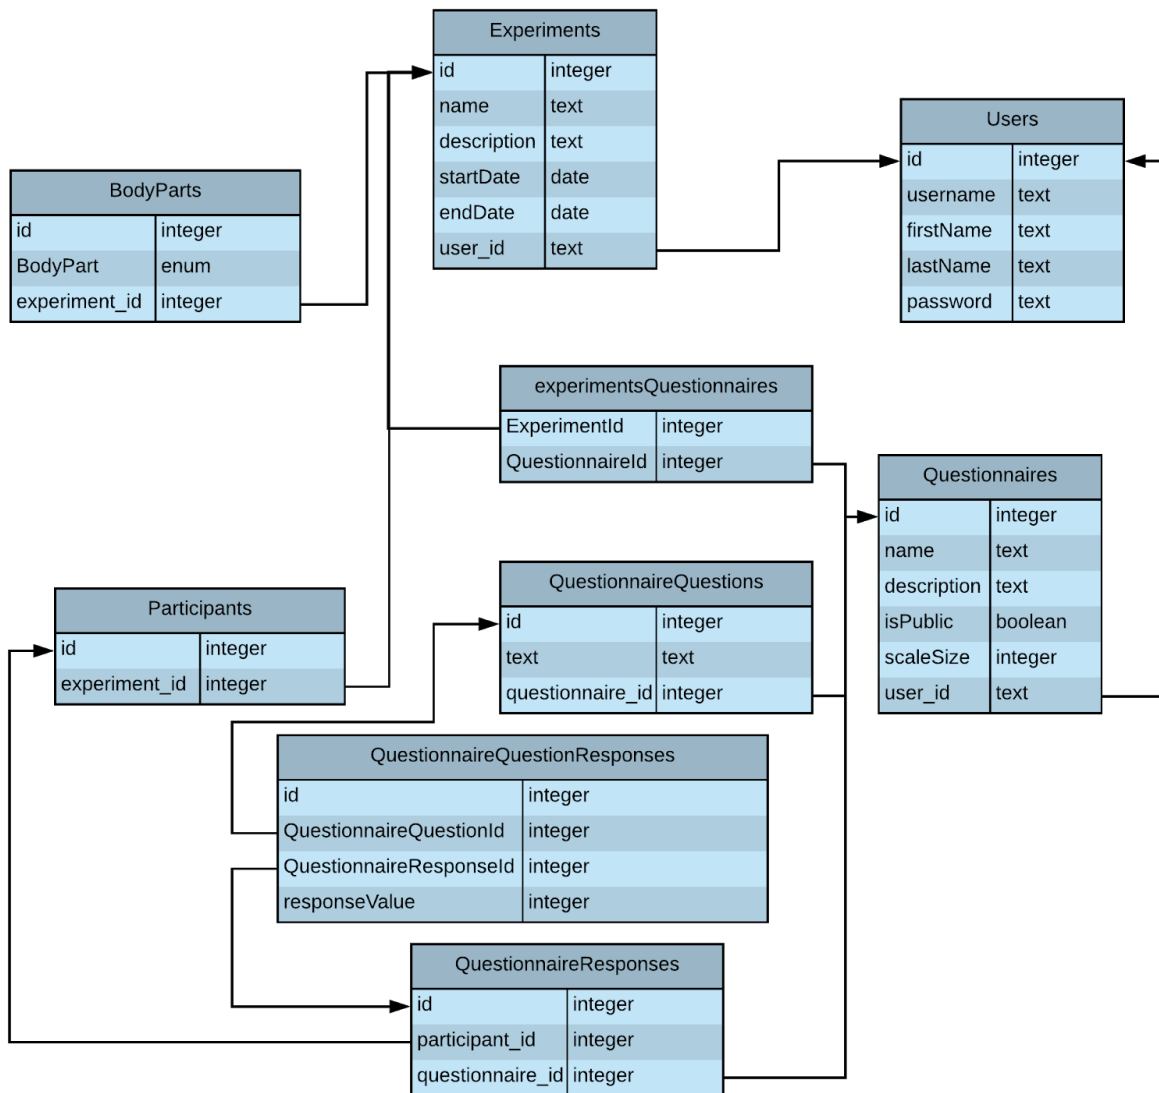 Experiments
id integer
name text
description text
startDate date
endDate date
user_id text
Users
id integer
username text
firstName text
lastName text
password text
BodyParts
id integer
BodyPart enum
experiment_id integer
experimentsQuestionnaires
ExperimentId integer
QuestionnaireId integer
Questionnaires
id integer
name text
description text
isPublic boolean
scaleSize integer
user_id text
QuestionnaireQuestions
id integer
text text
questionnaire_id integer
Participants
id integer
experiment_id integer
QuestionnaireQuestionResponses
id integer
QuestionnaireQuestionId integer
QuestionnaireResponseId integer
responseValue integer
QuestionnaireResponses
id integer
participant_id integer
questionnaire_id integer